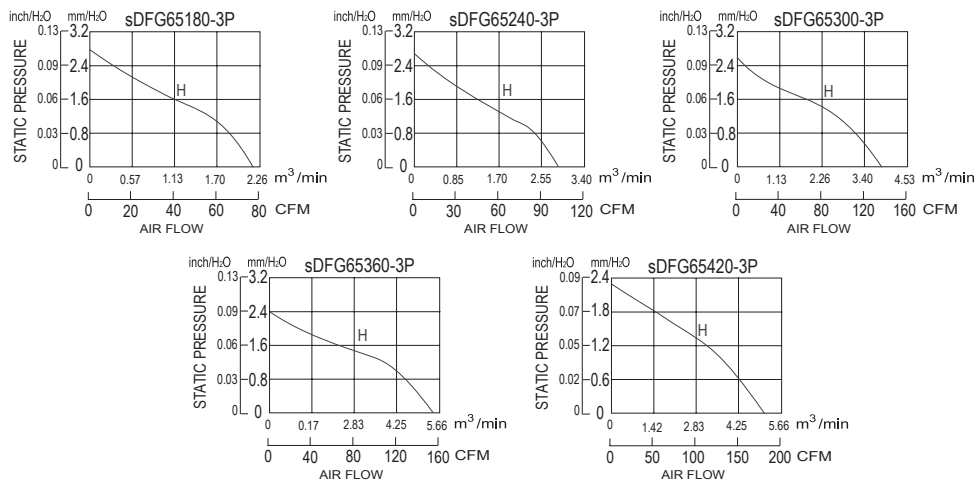 sDFG65180-3P
inch/H2O mm/H2O
STATIC PRESSURE
0.13 3.2
0.09 2.4
0.06 1.6
0.03 0.8
0 0
H
0 0.57 1.13 1.70 2.26 m³/min
0 20 40 60 80 CFM
AIR FLOW
sDFG65240-3P
inch/H2O mm/H2O
STATIC PRESSURE
0.13 3.2
0.09 2.4
0.06 1.6
0.03 0.8
0 0
H
0 0.85 1.70 2.55 3.40 m³/min
0 30 60 90 120 CFM
AIR FLOW
sDFG65300-3P
inch/H2O mm/H2O
STATIC PRESSURE
0.13 3.2
0.09 2.4
0.06 1.6
0.03 0.8
0 0
H
0 1.13 2.26 3.40 4.53 m³/min
0 40 80 120 160 CFM
AIR FLOW
sDFG65360-3P
inch/H2O mm/H2O
STATIC PRESSURE
0.13 3.2
0.09 2.4
0.06 1.6
0.03 0.8
0 0
H
0 0.17 2.83 4.25 5.66 m³/min
0 40 80 120 160 CFM
AIR FLOW
sDFG65420-3P
inch/H2O mm/H2O
STATIC PRESSURE
0.09 2.4
0.07 1.8
0.05 1.2
0.02 0.6
0 0
H
0 1.42 2.83 4.25 5.66 m³/min
0 50 100 150 200 CFM
AIR FLOW